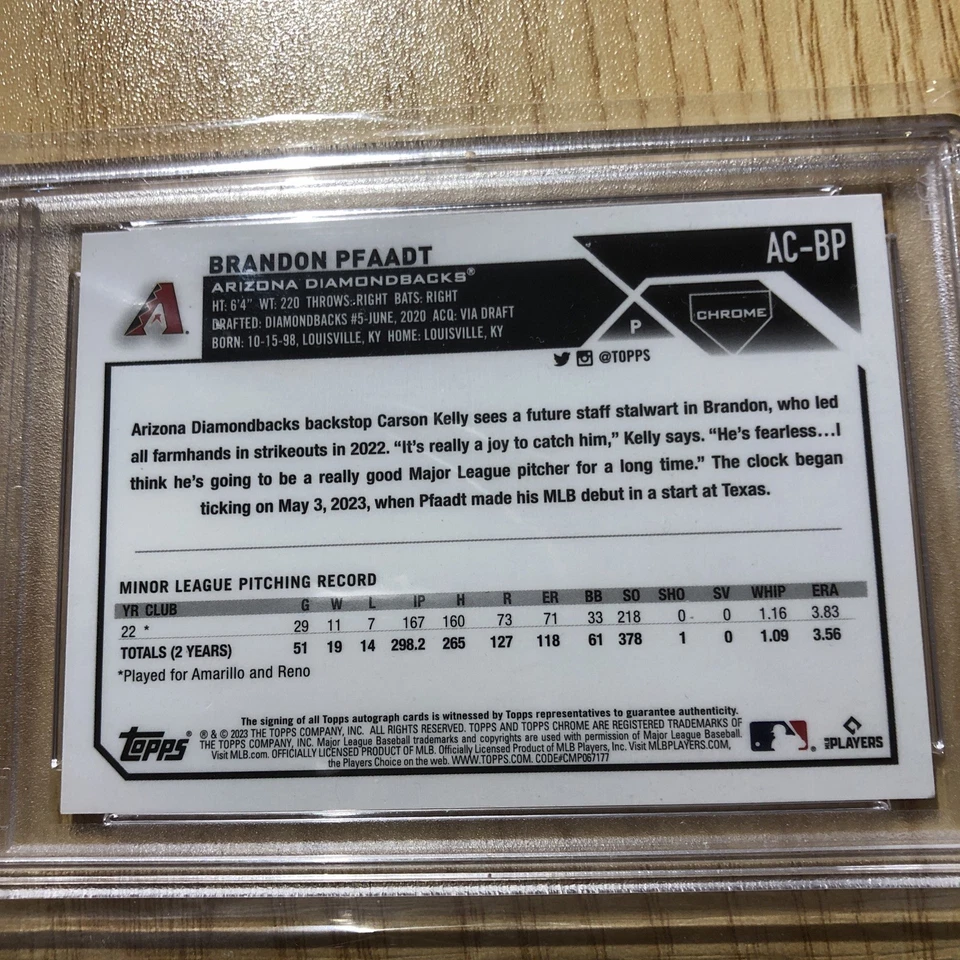 BRANDON PFAADT
AC-BP
ARIZONA DIAMONDBACKS®
HT: 6'4" WT: 220 THROWS: RIGHT BATS: RIGHT
DRAFTED: DIAMONDBACKS #5-JUNE, 2020 ACQ: VIA DRAFT
BORN: 10-15-98, LOUISVILLE, KY HOME: LOUISVILLE, KY
P
CHROME
@TOPPS
Arizona Diamondbacks backstop Carson Kelly sees a future staff stalwart in Brandon, who led
all farmhands in strikeouts in 2022. “It’s really a joy to catch him,” Kelly says. “He’s fearless...I
think he’s going to be a really good Major League pitcher for a long time.” The clock began
ticking on May 3, 2023, when Pfaadt made his MLB debut in a start at Texas.
MINOR LEAGUE PITCHING RECORD
YR CLUB G W L IP H R ER BB SO SHO SV WHIP ERA
22 * 29 11 7 167 160 73 71 33 218 0 0 1.16 3.83
TOTALS (2 YEARS) 51 19 14 298.2 265 127 118 61 378 1 0 1.09 3.56
*Played for Amarillo and Reno
The signing of all Topps autograph cards is witnessed by Topps representatives to guarantee authenticity.
Topps® ® & © 2023 THE TOPPS COMPANY, INC. ALL RIGHTS RESERVED. TOPPS AND TOPPS CHROME ARE REGISTERED TRADEMARKS OF
THE TOPPS COMPANY, INC. Major League Baseball trademarks and copyrights are used with permission of Major League Baseball.
Visit MLB.com. OFFICIALLY LICENSED PRODUCT OF MLB. Officially Licensed Product of MLB Players, Inc. Visit MLBPLAYERS.COM,
the Players Choice on the web. WWW.TOPPS.COM. CODE#CMP067177
MLB PLAYERS